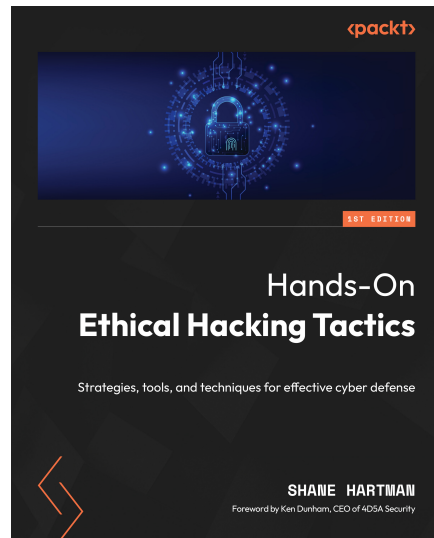 ‹packt›
1ST EDITION
Hands-On
Ethical Hacking Tactics
Strategies, tools, and techniques for effective cyber defense
SHANE HARTMAN
Foreword by Ken Dunham, CEO of 4D5A Security